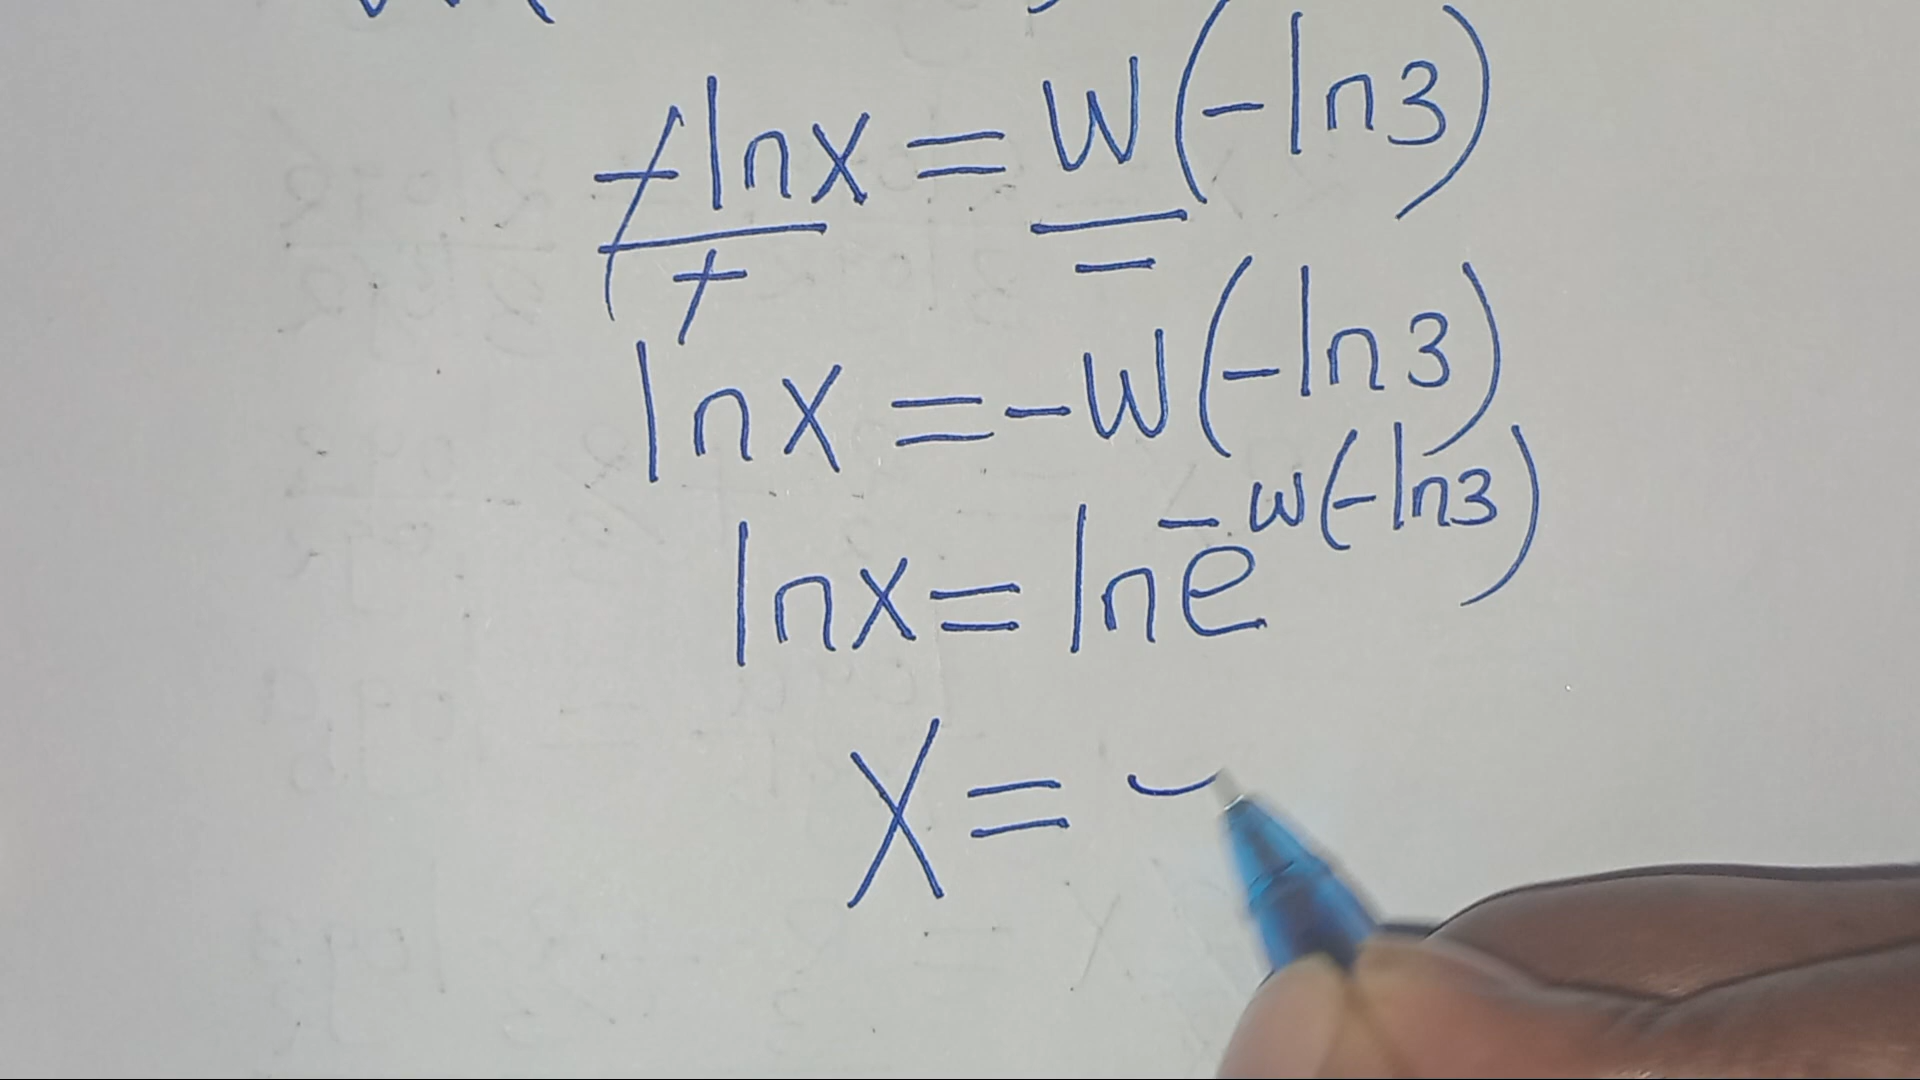 -lnx = W(-ln3)
- -
lnx = -W(-ln3)
lnx = lne^-W(-ln3)
X =